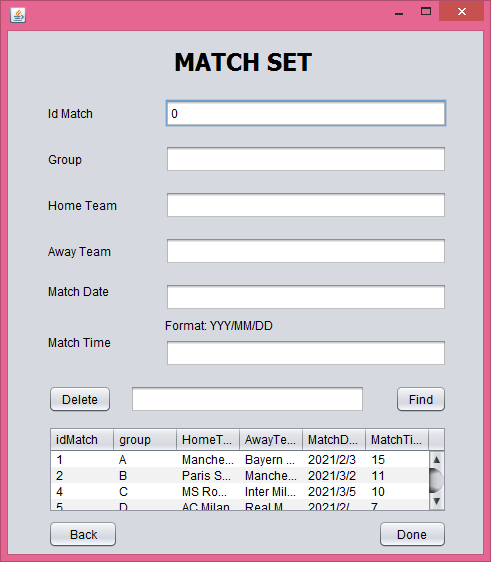 MATCH SET
Id Match 0
Group
Home Team
Away Team
Match Date
Format: YYY/MM/DD
Match Time
Delete Find
idMatch group HomeT... AwayTe... MatchD... MatchTi...
1 A Manche... Bayern ... 2021/2/3 15
2 B Paris S... Manche... 2021/3/2 11
4 C MS Ro... Inter Mil... 2021/3/5 10
5 D AC Milan Real M... 2021/2/ 7
Back Done